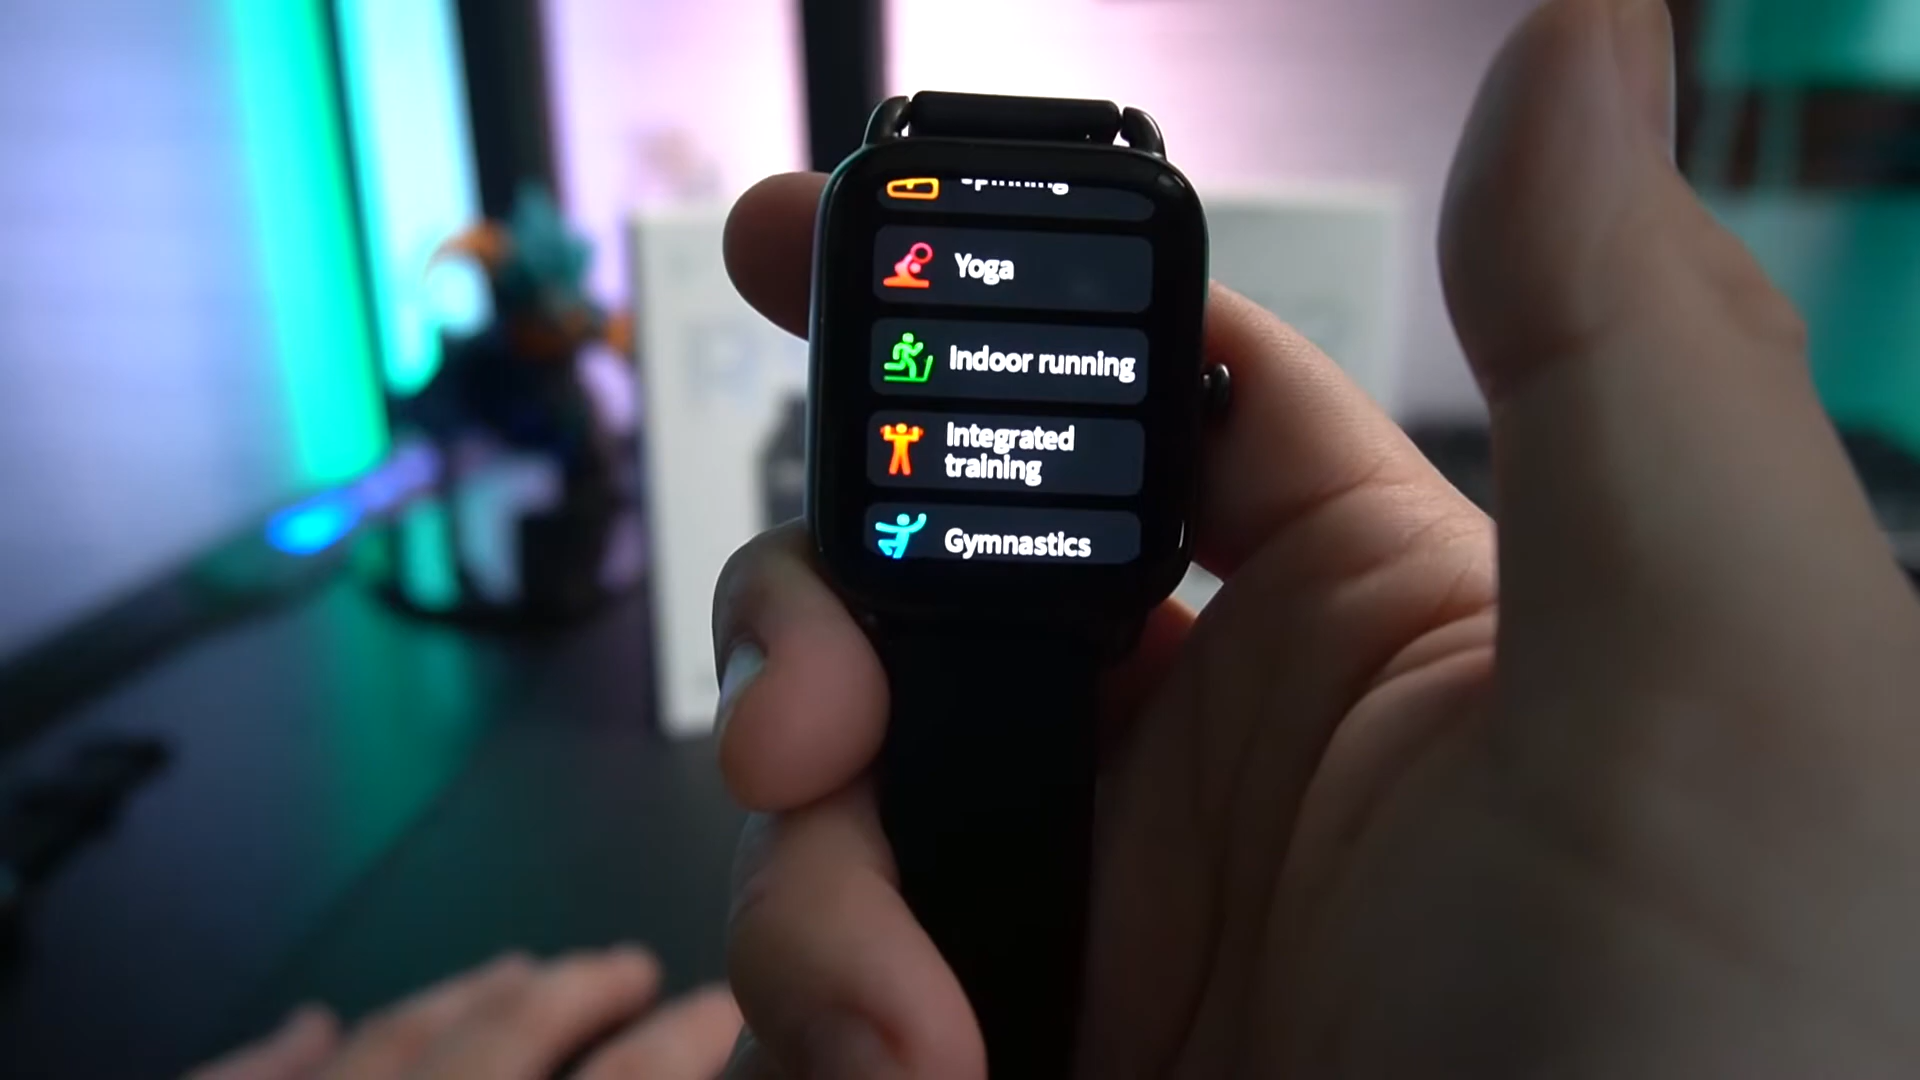 Yoga
Indoor running
Integrated
training
Gymnastics